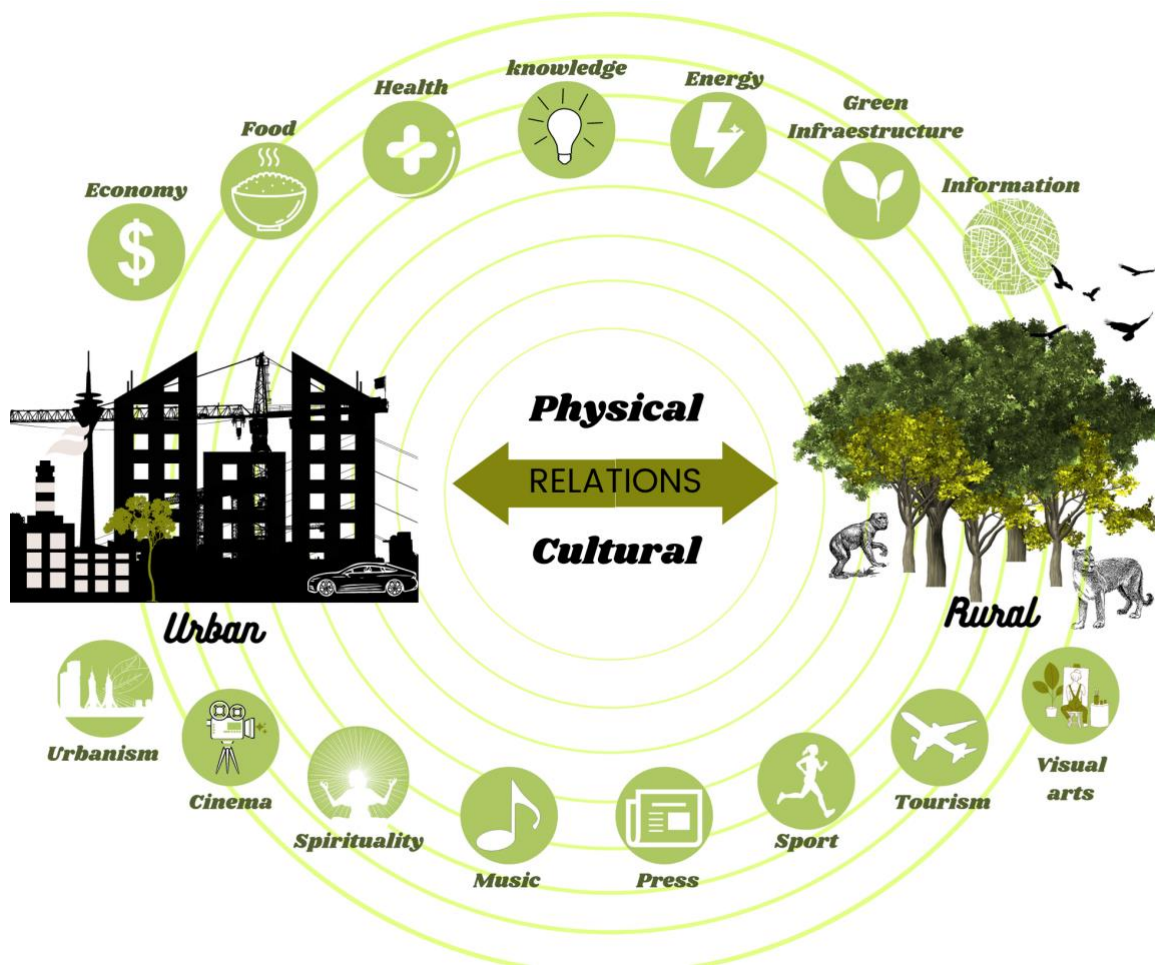 knowledge
Health
Energy
Green
Infraestructure
Food
Economy
Information
$
Physical
RELATIONS
Cultural
Urban
Rural
Urbanism
Cinema
Spirituality
Music
Press
Sport
Tourism
Visual
arts